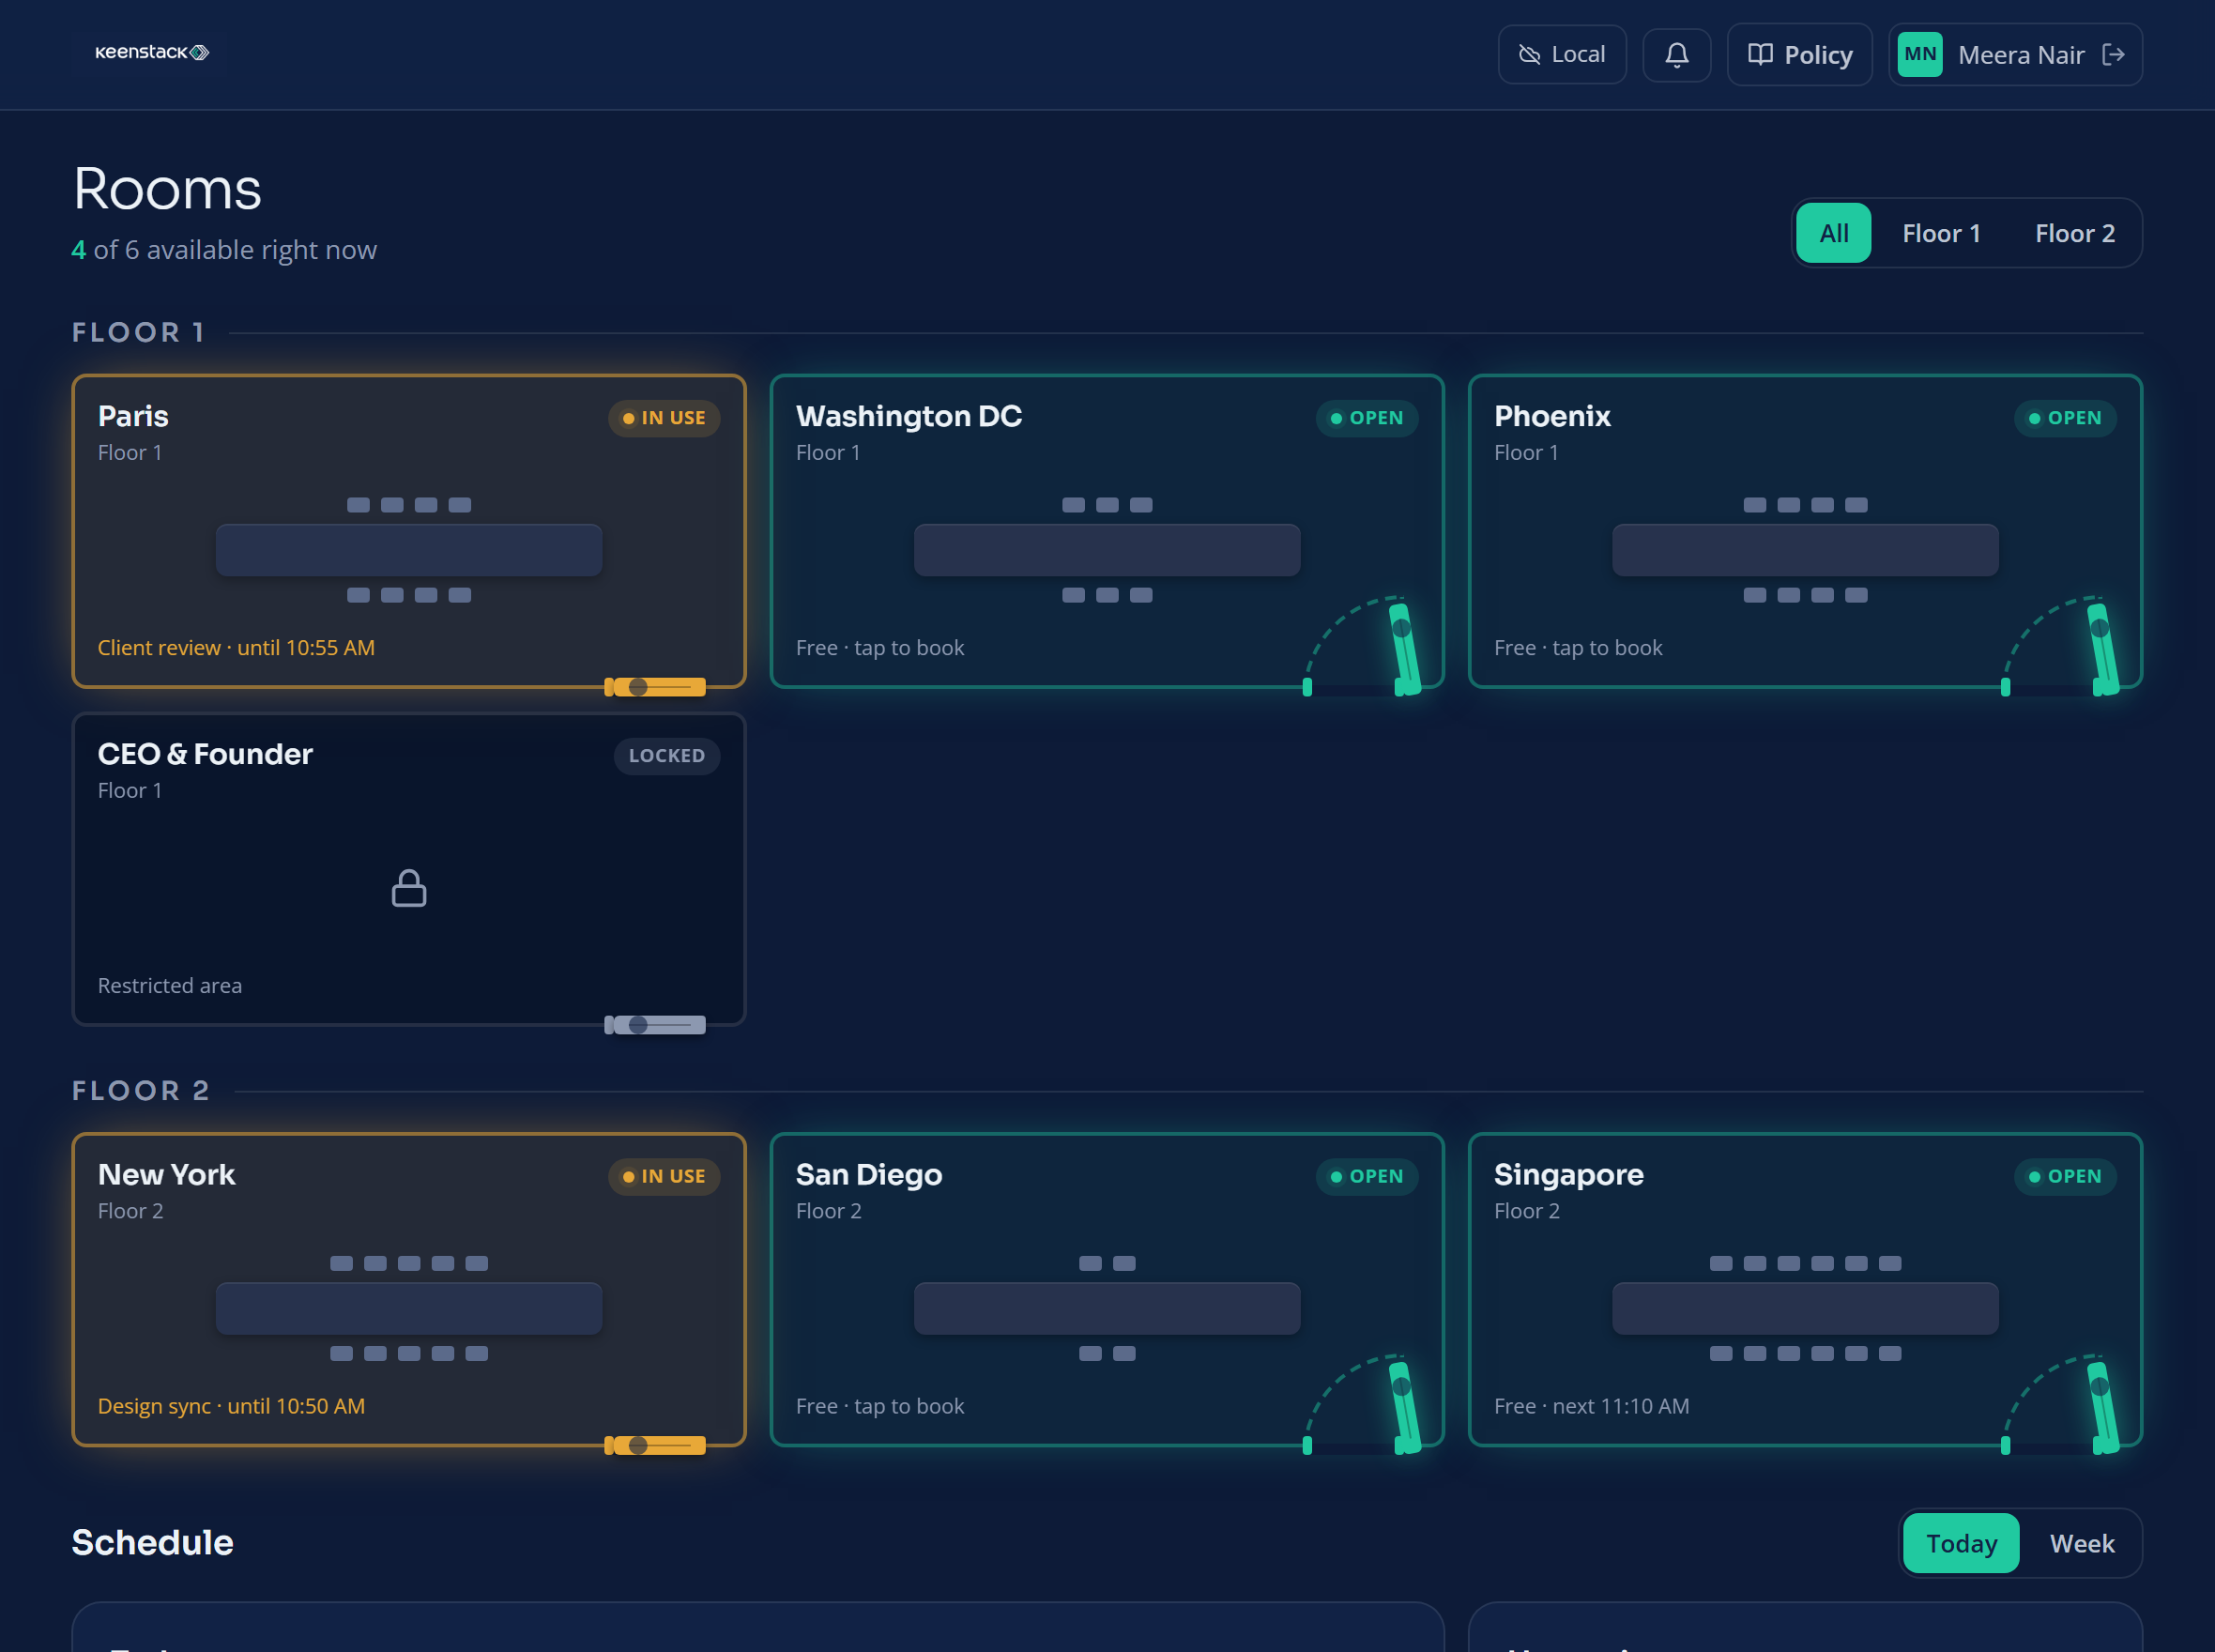 Keenstack
Local
Policy
MN
Meera Nair
Rooms
4 of 6 available right now
All
Floor 1
Floor 2
FLOOR 1
Paris
IN USE
Floor 1
Client review · until 10:55 AM
Washington DC
OPEN
Floor 1
Free · tap to book
Phoenix
OPEN
Floor 1
Free · tap to book
CEO & Founder
LOCKED
Floor 1
Restricted area
FLOOR 2
New York
IN USE
Floor 2
Design sync · until 10:50 AM
San Diego
OPEN
Floor 2
Free · tap to book
Singapore
OPEN
Floor 2
Free · next 11:10 AM
Schedule
Today
Week